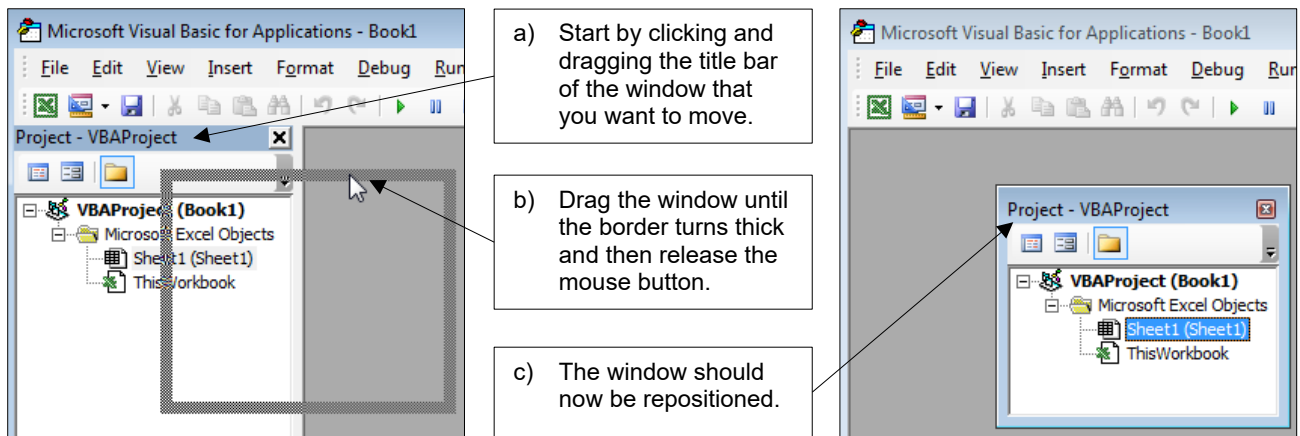 Microsoft Visual Basic for Applications - Book1
File Edit View Insert Format Debug Run
Project - VBAProject
VBAProject (Book1)
Microsoft Excel Objects
Sheet1 (Sheet1)
ThisWorkbook
a) Start by clicking and
dragging the title bar
of the window that
you want to move.
b) Drag the window until
the border turns thick
and then release the
mouse button.
c) The window should
now be repositioned.
Microsoft Visual Basic for Applications - Book1
File Edit View Insert Format Debug Run
Project - VBAProject
VBAProject (Book1)
Microsoft Excel Objects
Sheet1 (Sheet1)
ThisWorkbook